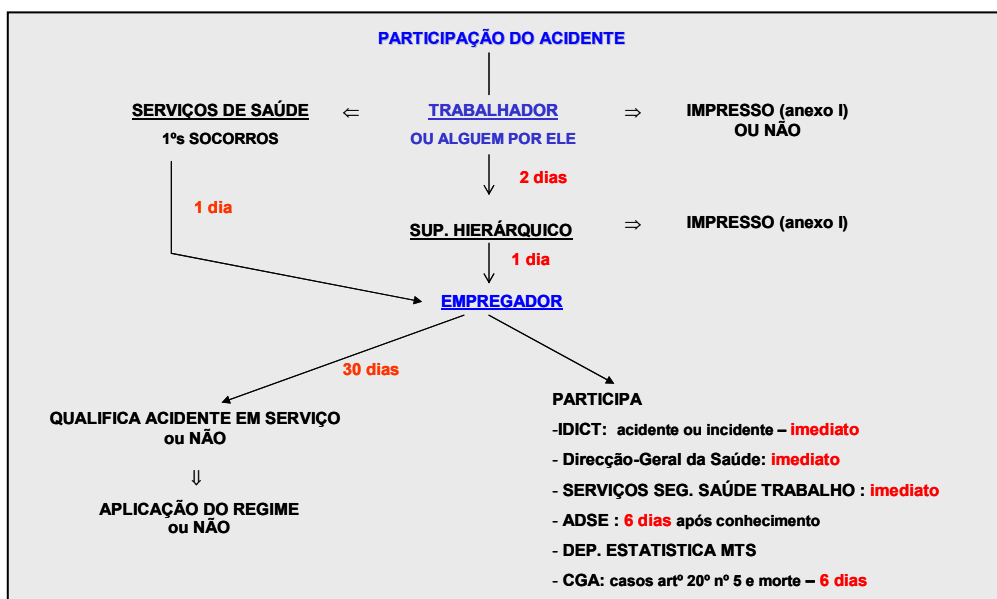 PARTICIPAÇÃO DO ACIDENTE
SERVIÇOS DE SAÚDE ⇐ TRABALHADOR ⇒ IMPRESSO (anexo I)
OU NÃO
1ºs SOCORROS
OU ALGUEM POR ELE
2 dias
1 dia
SUP. HIERÁRQUICO ⇒ IMPRESSO (anexo I)
1 dia
EMPREGADOR
30 dias
QUALIFICA ACIDENTE EM SERVIÇO
ou NÃO
⇓
APLICAÇÃO DO REGIME
ou NÃO
PARTICIPA
-IDICT: acidente ou incidente – imediato
- Direcção-Geral da Saúde: imediato
- SERVIÇOS SEG. SAÚDE TRABALHO : imediato
- ADSE : 6 dias após conhecimento
- DEP. ESTATISTICA MTS
- CGA: casos artº 20º nº 5 e morte – 6 dias